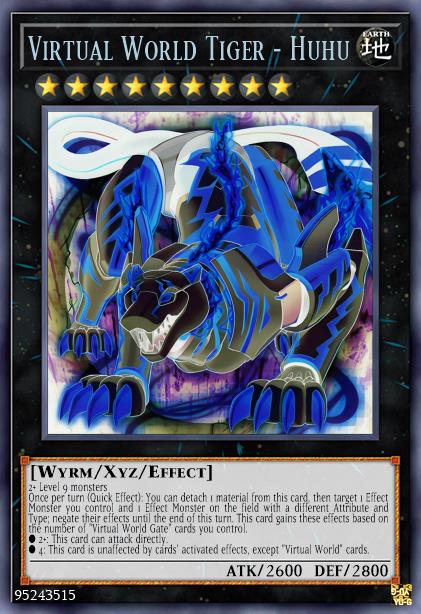 VIRTUAL WORLD TIGER - HUHU
EARTH
地
[WYRM/XYZ/EFFECT]
2+ Level 9 monsters
Once per turn (Quick Effect): You can detach 1 material from this card, then target 1 Effect
Monster you control and 1 Effect Monster on the field with a different Attribute and
Type; negate their effects until the end of this turn. This card gains these effects based on
the number of "Virtual World Gate" cards you control.
● 2+: This card can attack directly.
● 4: This card is unaffected by cards' activated effects, except "Virtual World" cards.
ATK/2600 DEF/2800
95243515